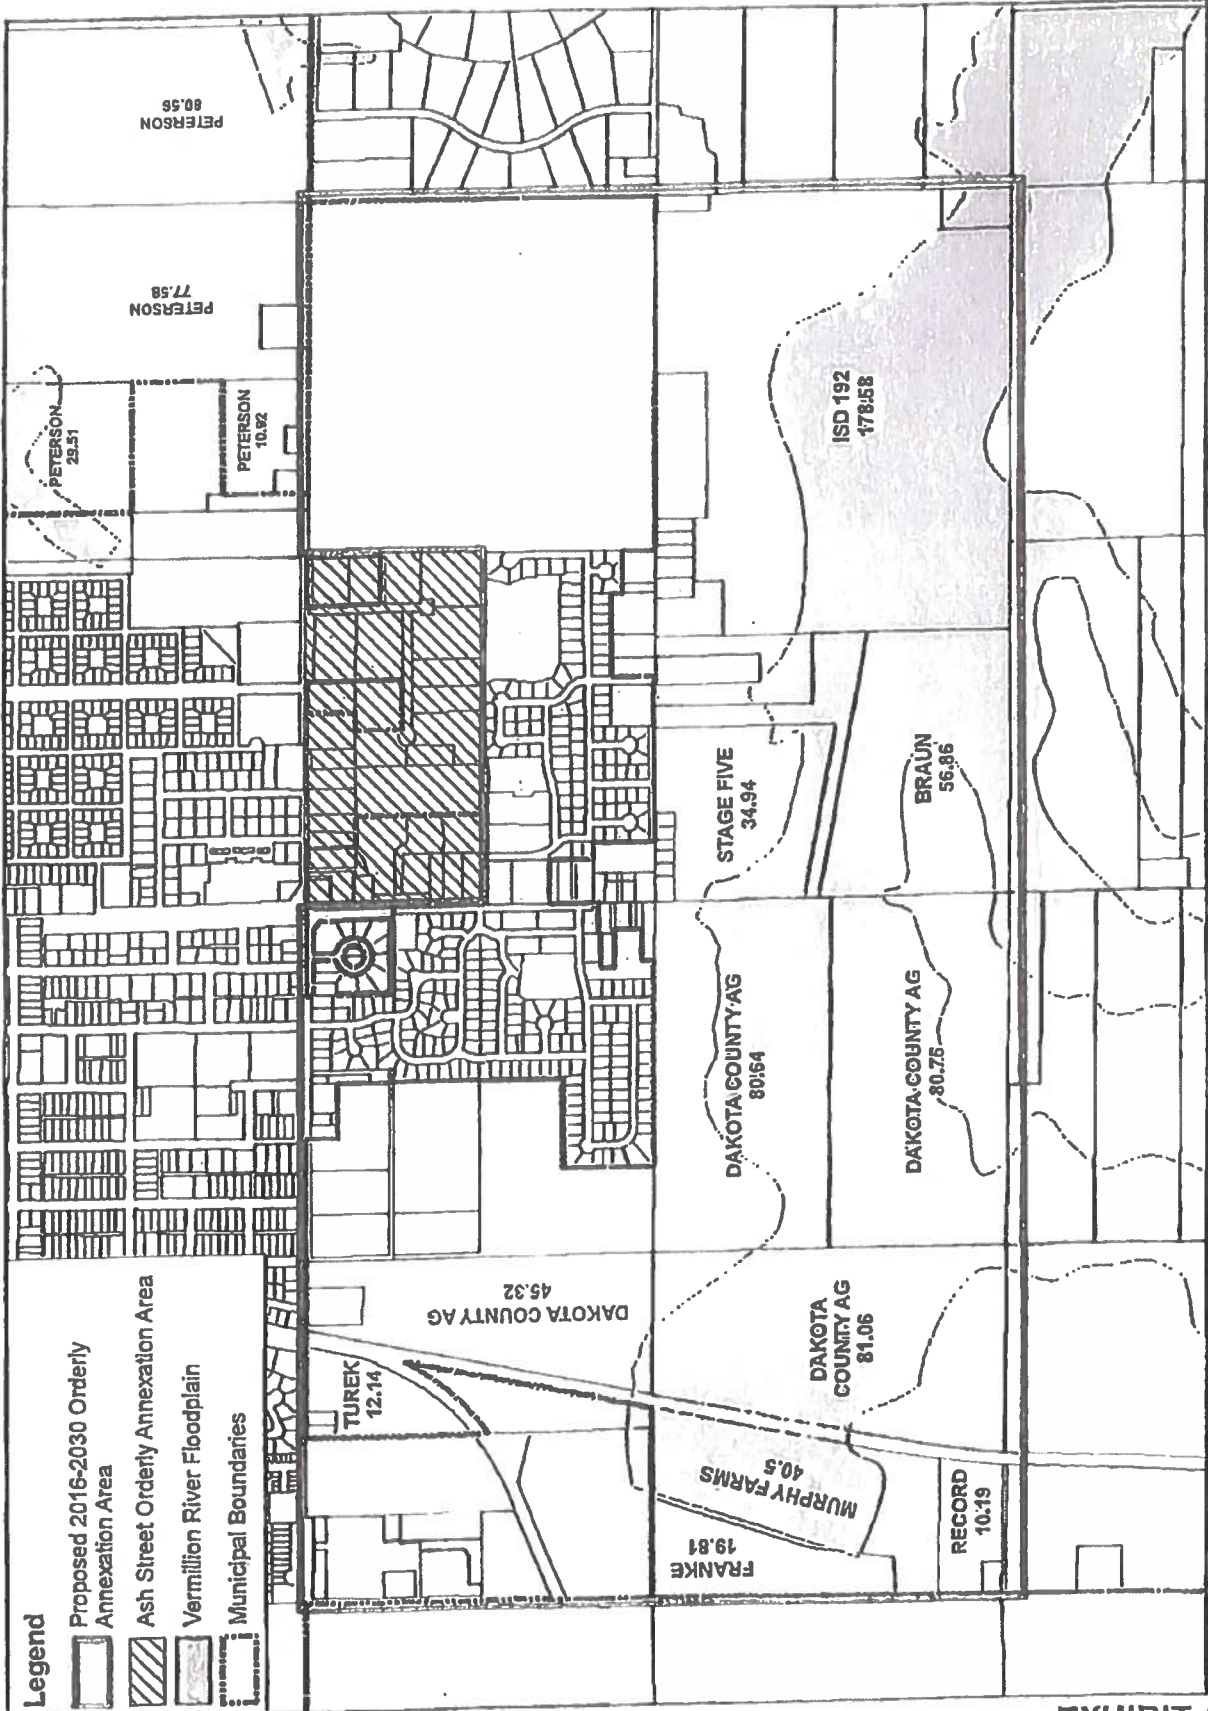 Legend
Proposed 2016-2030 Orderly
Annexation Area
Ash Street Orderly Annexation Area
Vermillion River Floodplain
Municipal Boundaries
PETERSON
80.56
PETERSON
77.58
PETERSON
29.51
PETERSON
10.92
ISD 192
178.58
STAGE FIVE
34.94
BRAUN
56.86
DAKOTA COUNTY AG
80.64
DAKOTA COUNTY AG
80.75
DAKOTA COUNTY AG
45.32
DAKOTA
COUNTY AG
81.06
TUREK
12.14
MURPHY FARMS
40.5
FRANKE
19.81
RECORD
10.19
EXHIBIT